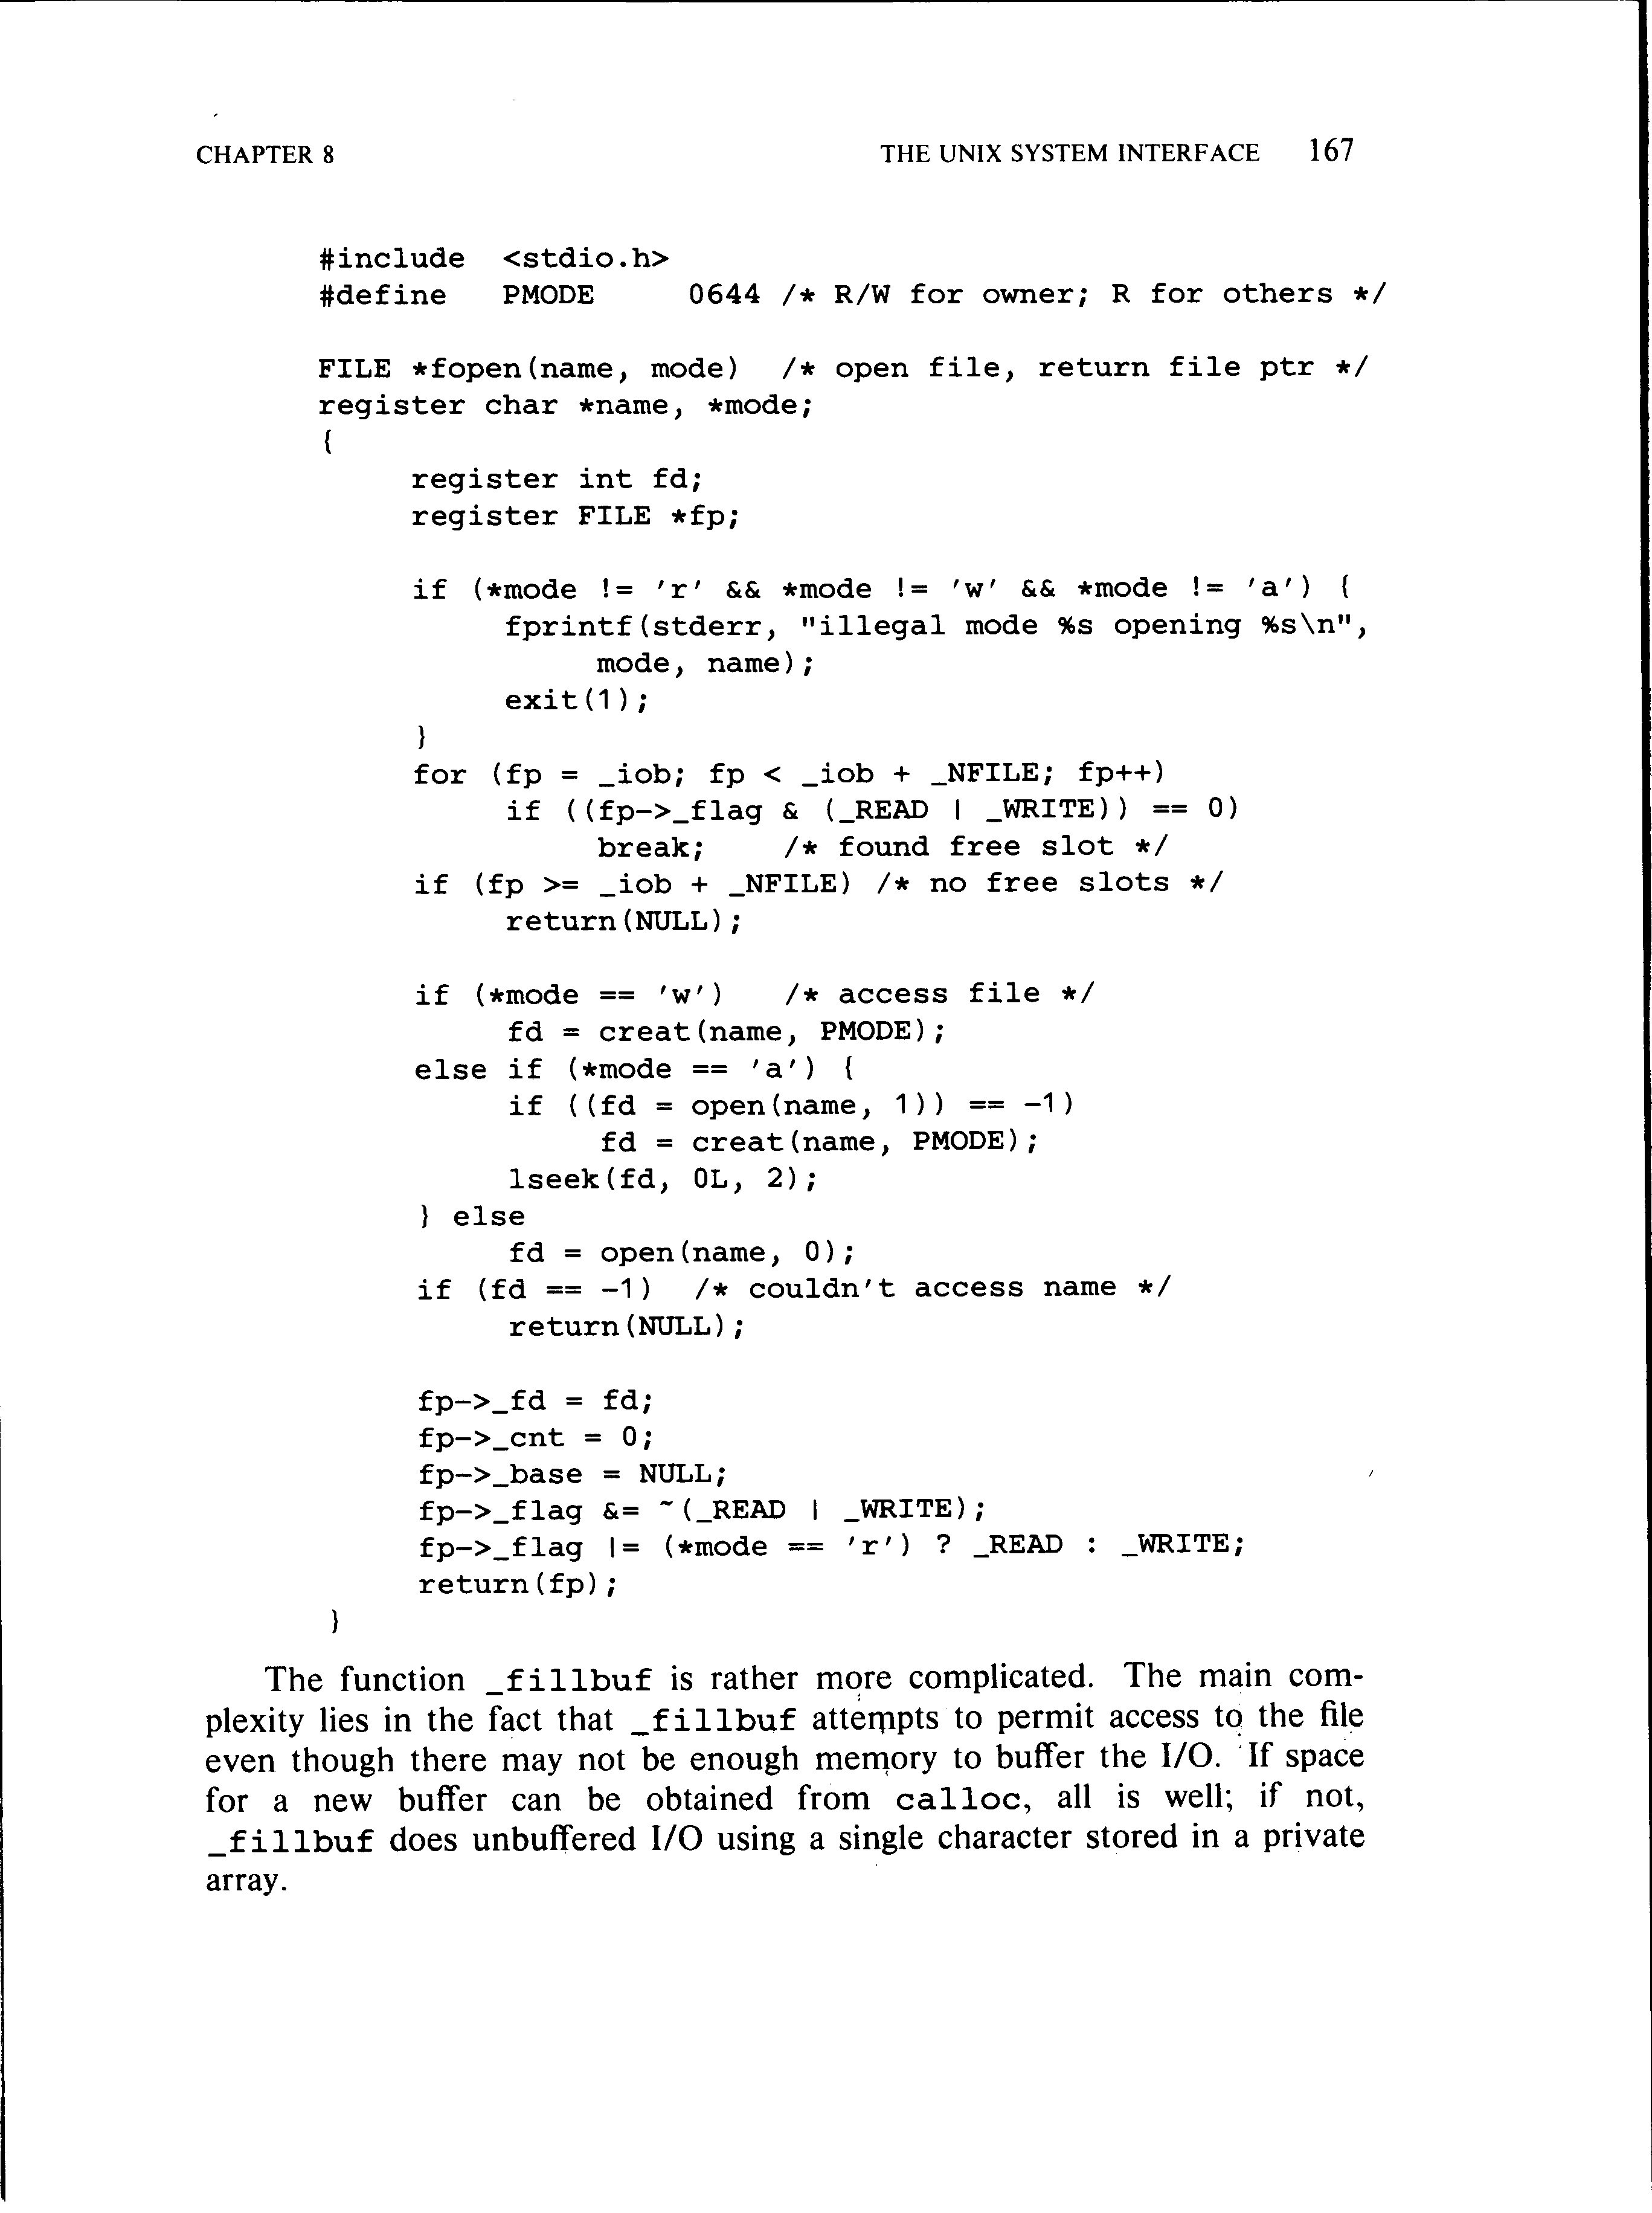 CHAPTER 8 THE UNIX SYSTEM INTERFACE 167
#include <stdio.h>
#define PMODE 0644 /* R/W for owner; R for others */
FILE *fopen(name, mode) /* open file, return file ptr */
register char *name, *mode;
{
register int fd;
register FILE *fp;
if (*mode != 'r' && *mode != 'w' && *mode != 'a') {
fprintf(stderr, "illegal mode %s opening %s\n",
mode, name);
exit(1);
}
for (fp = _iob; fp < _iob + _NFILE; fp++)
if ((fp->_flag & (_READ | _WRITE)) == 0)
break; /* found free slot */
if (fp >= _iob + _NFILE) /* no free slots */
return(NULL);
if (*mode == 'w') /* access file */
fd = creat(name, PMODE);
else if (*mode == 'a') {
if ((fd = open(name, 1)) == -1)
fd = creat(name, PMODE);
lseek(fd, 0L, 2);
} else
fd = open(name, 0);
if (fd == -1) /* couldn't access name */
return(NULL);
fp->_fd = fd;
fp->_cnt = 0;
fp->_base = NULL;
fp->_flag &= ~(_READ | _WRITE);
fp->_flag |= (*mode == 'r') ? _READ : _WRITE;
return(fp);
}
The function _fillbuf is rather more complicated. The main com-
plexity lies in the fact that _fillbuf attempts to permit access to the file
even though there may not be enough memory to buffer the I/O. If space
for a new buffer can be obtained from calloc, all is well; if not,
_fillbuf does unbuffered I/O using a single character stored in a private
array.